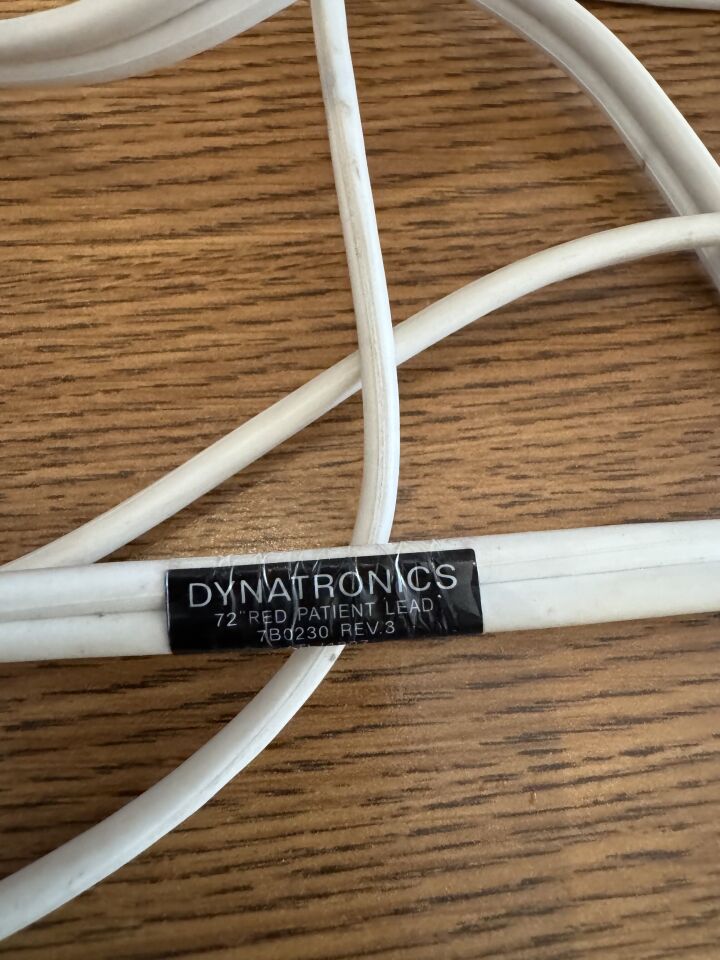 DYNATRONICS
72" RED PATIENT LEAD
7B0230 REV.3